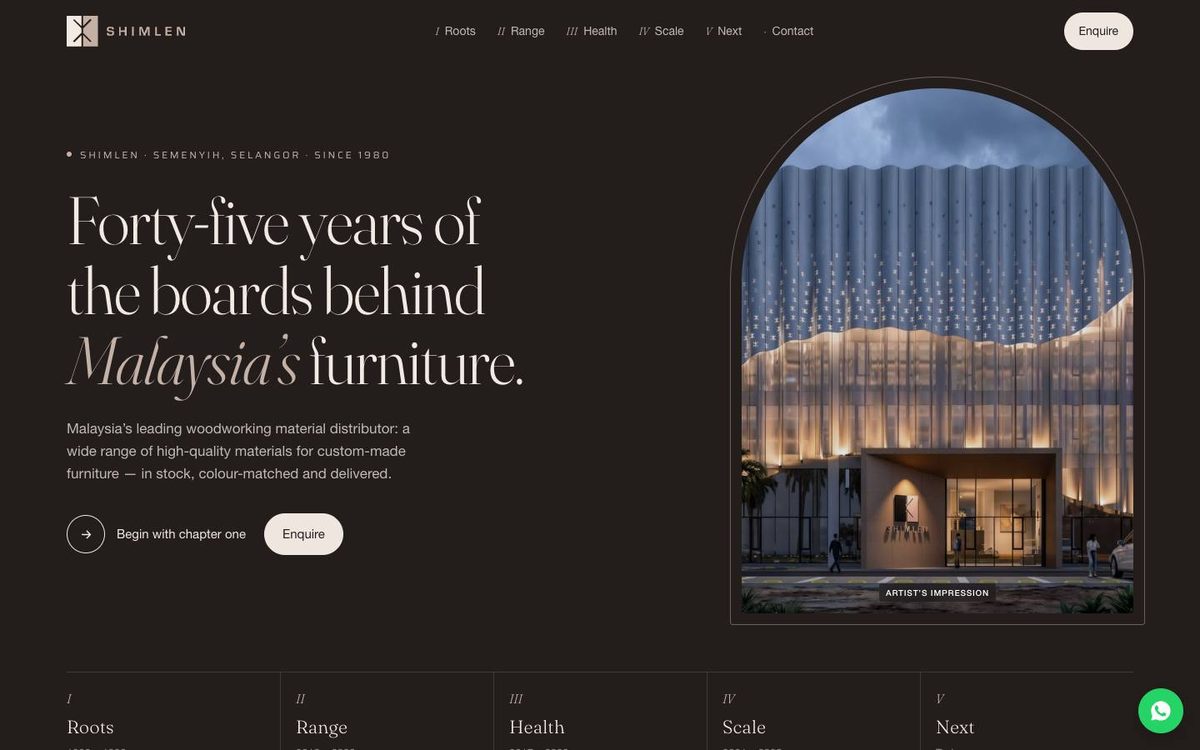 SHIMLEN
I Roots
II Range
III Health
IV Scale
V Next
· Contact
Enquire
SHIMLEN · SEMENYIH, SELANGOR · SINCE 1980
Forty-five years of
the boards behind
Malaysia's furniture.
Malaysia's leading woodworking material distributor: a
wide range of high-quality materials for custom-made
furniture — in stock, colour-matched and delivered.
→ Begin with chapter one
Enquire
SHIMLEN
ARTIST'S IMPRESSION
I
Roots
II
Range
III
Health
IV
Scale
V
Next